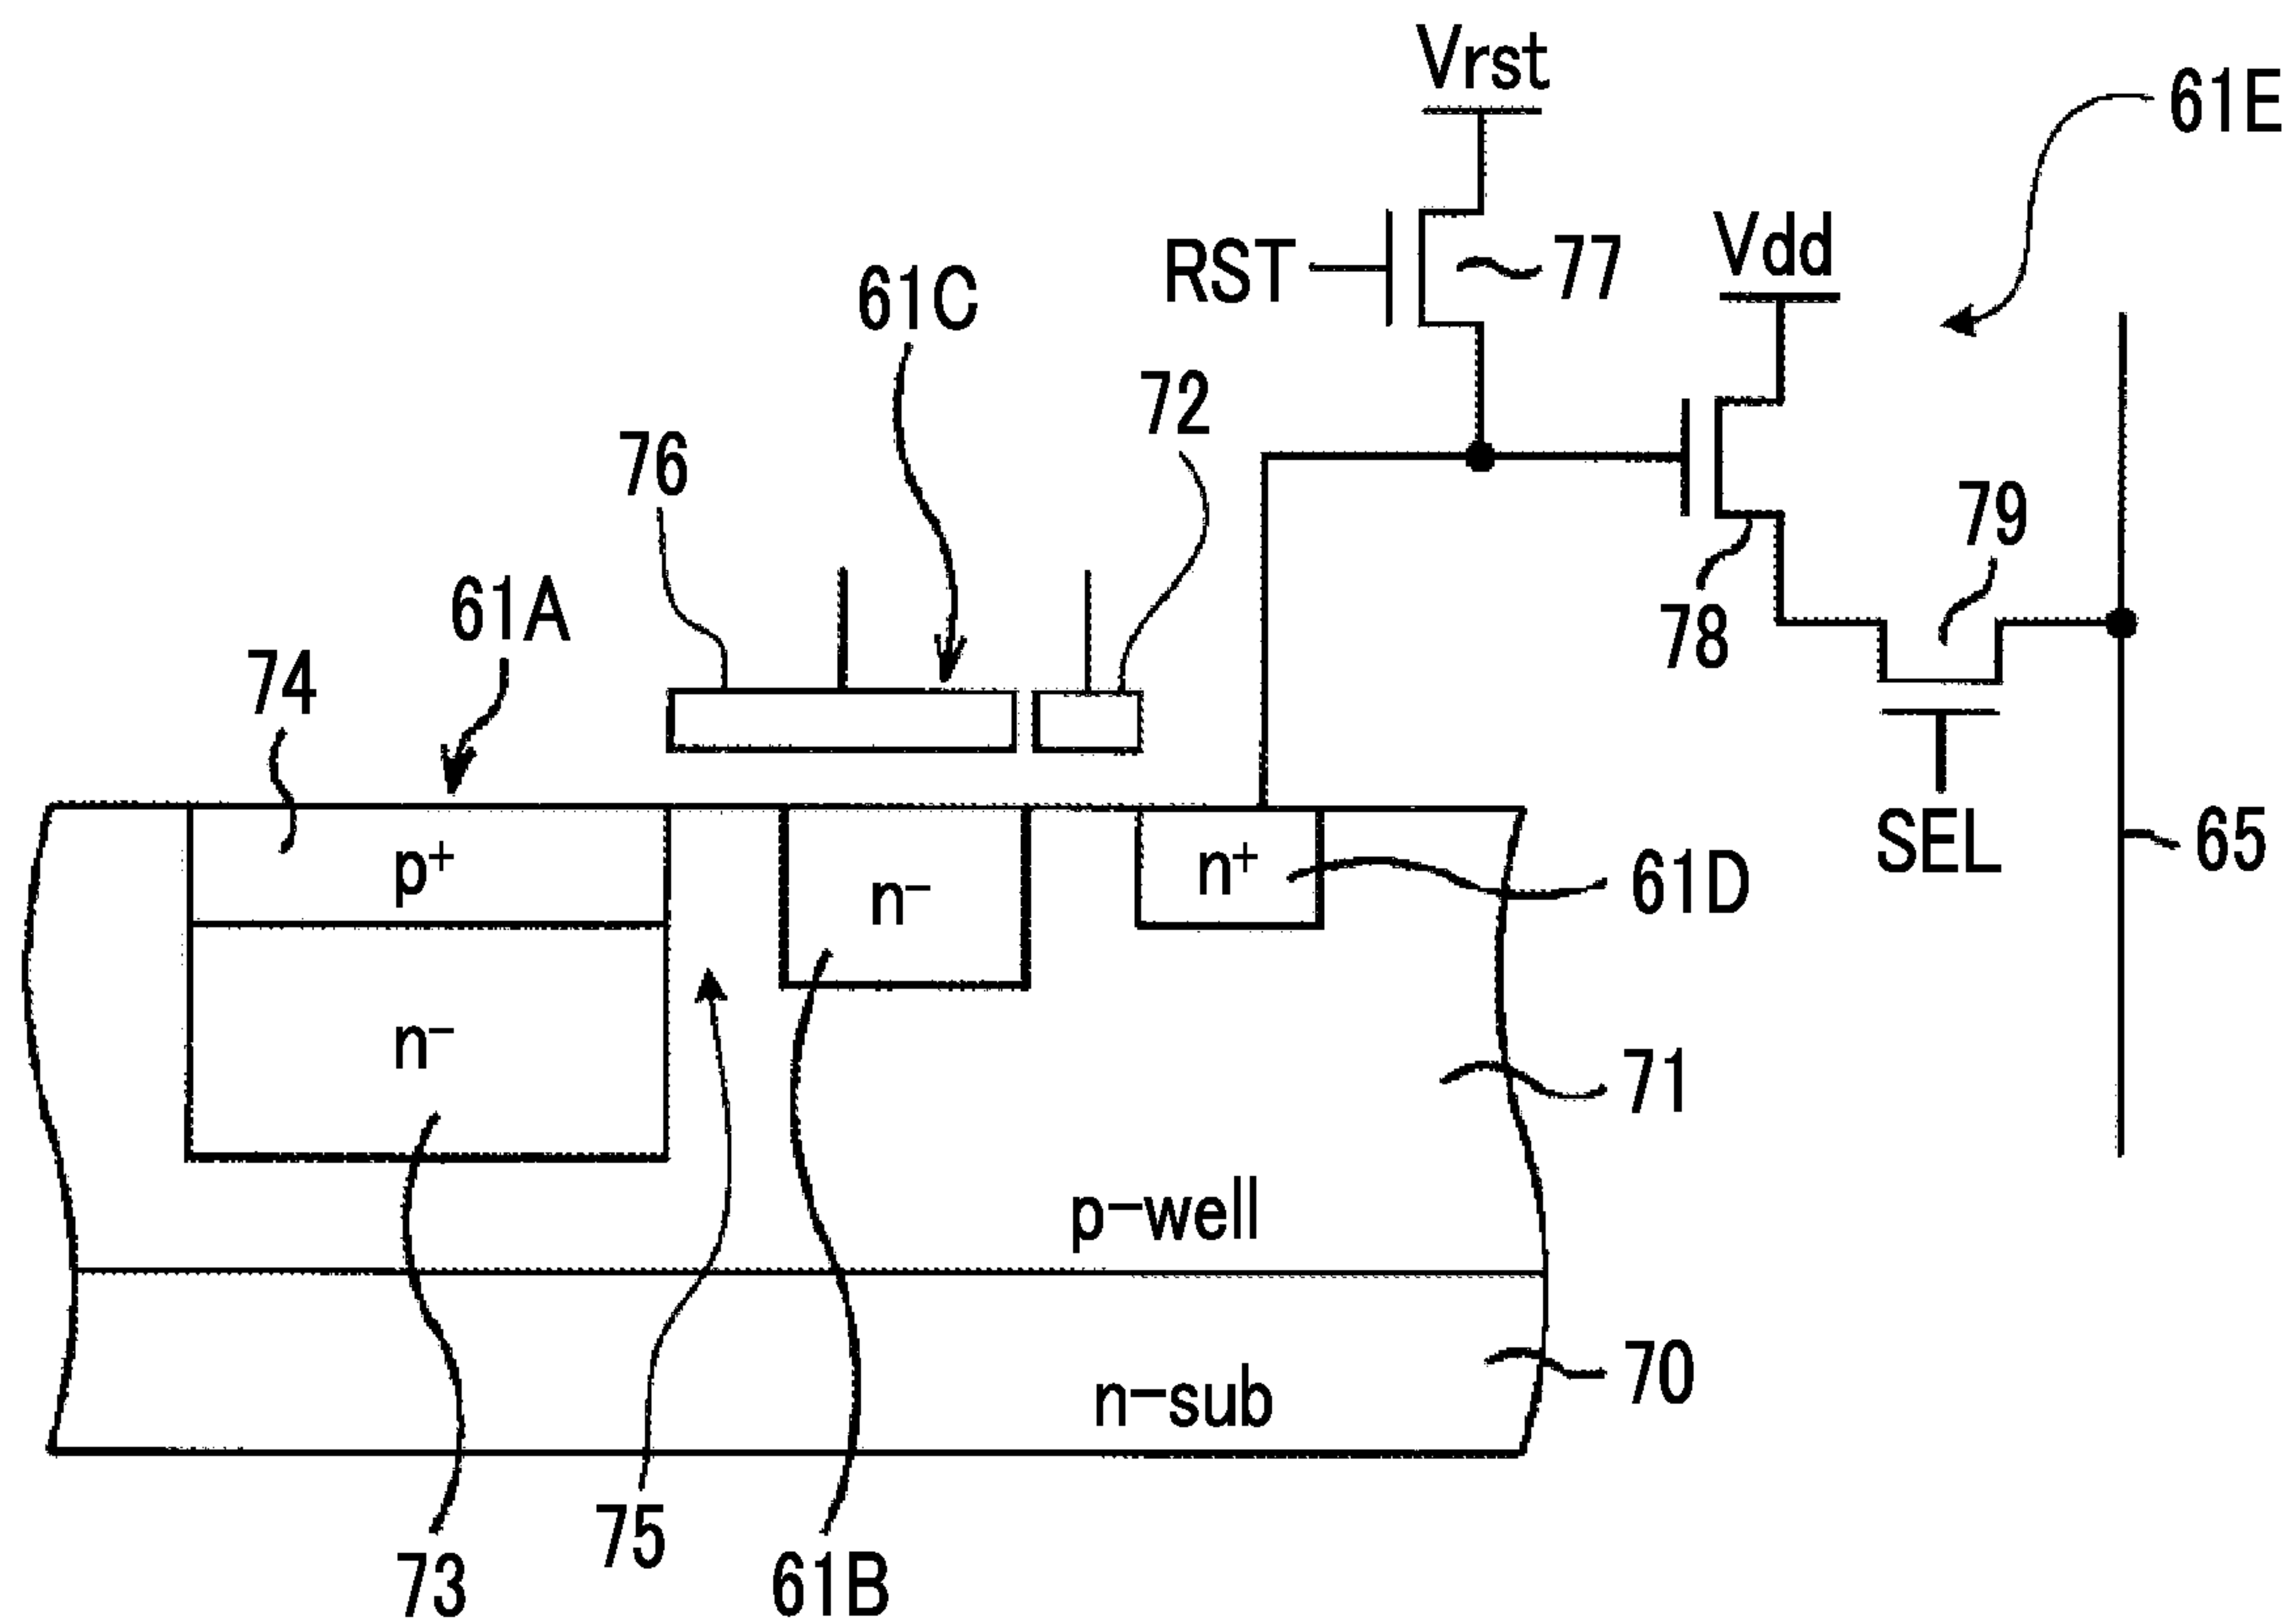 Vrst
61E
RST
77
Vdd
61C
72
76
79
61A
78
74
SEL
65
p+
n−
n+
61D
n−
71
p-well
70
n-sub
75
73
61B